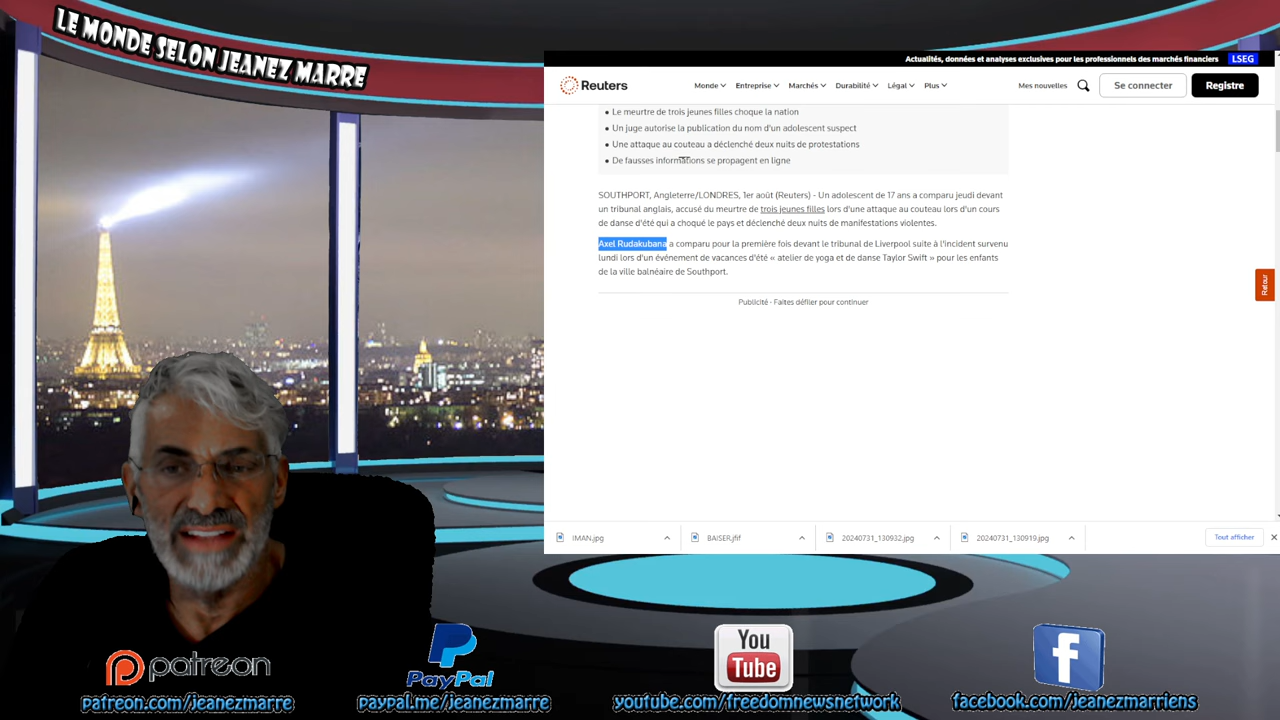 LE MONDE SELON JEANEZ MARRE
Actualités, données et analyses exclusives pour les professionnels des marchés financiers LSEG
Reuters
Monde Entreprise Marchés Durabilité Légal Plus Mes nouvelles Se connecter Registre
Le meurtre de trois jeunes filles choque la nation
Un juge autorise la publication du nom d'un adolescent suspect
Une attaque au couteau a déclenché deux nuits de protestations
De fausses informations se propagent en ligne
SOUTHPORT, Angleterre/LONDRES, 1er août (Reuters) - Un adolescent de 17 ans a comparu jeudi devant
un tribunal anglais, accusé du meurtre de trois jeunes filles lors d'une attaque au couteau lors d'un cours
de danse d'été qui a choqué le pays et déclenché deux nuits de manifestations violentes.
Axel Rudakubana a comparu pour la première fois devant le tribunal de Liverpool suite à l'incident survenu
lundi lors d'un événement de vacances d'été « atelier de yoga et de danse Taylor Swift » pour les enfants
de la ville balnéaire de Southport.
Retour
Publicité - Faites défiler pour continuer
IMAN.jpg BAISER.jfif 20240731_130932.jpg 20240731_130919.jpg Tout afficher
patreon PayPal You Tube f
patreon.com/jeanezmarre paypal.me/jeanezmarre youtube.com/freedomnewsnetwork facebook.com/jeanezmarriens